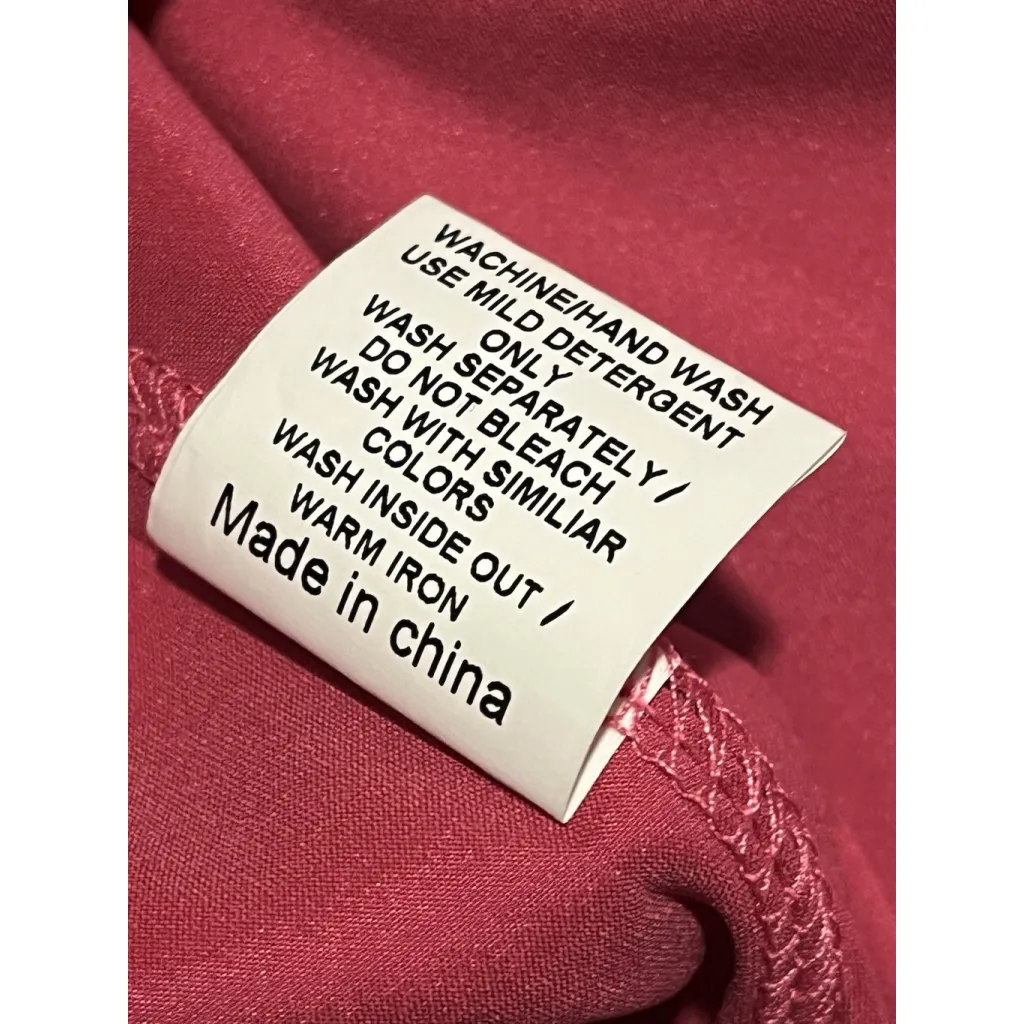 WACHINE/HAND WASH
USE MILD DETERGENT
ONLY
WASH SEPARATELY /
DO NOT BLEACH
WASH WITH SIMILIAR
COLORS
WASH INSIDE OUT /
WARM IRON
Made in china